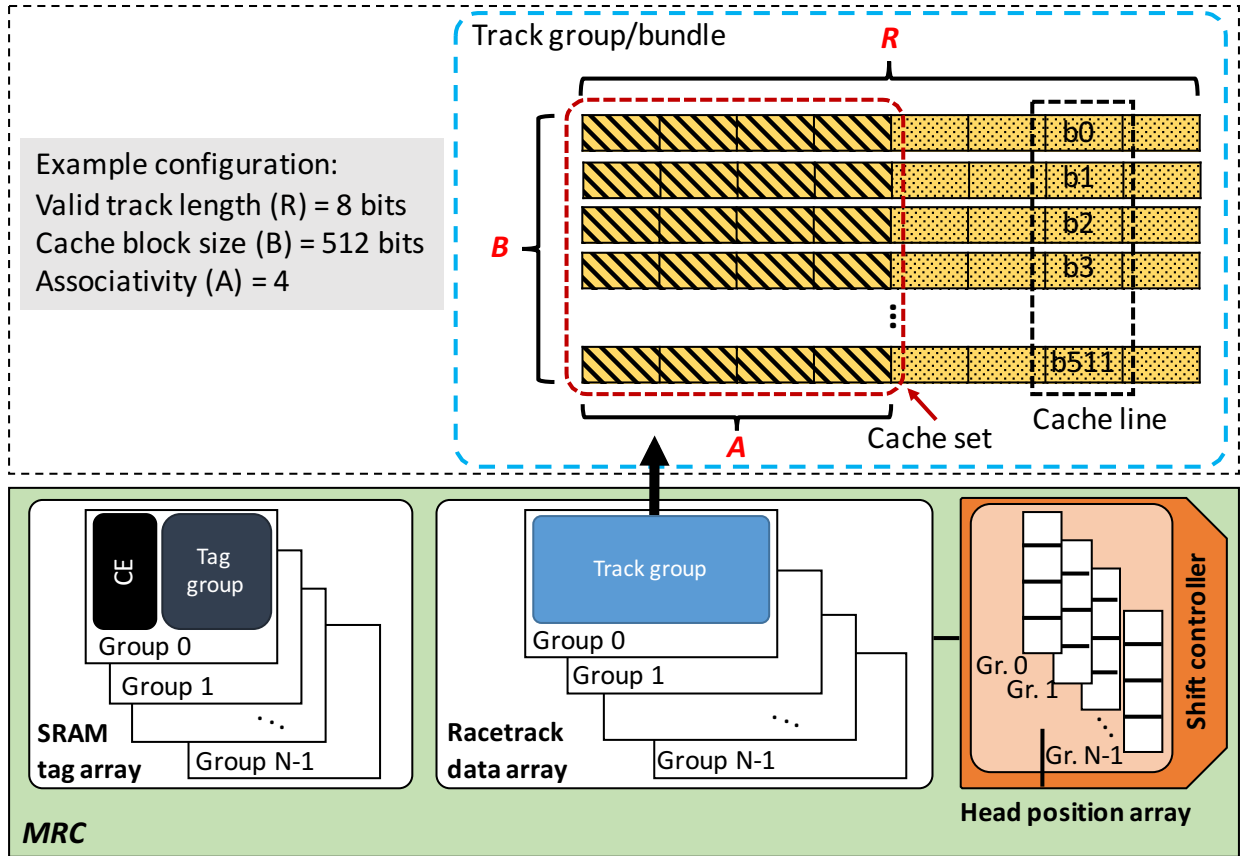 Track group/bundle
R
Example configuration:
Valid track length (R) = 8 bits
Cache block size (B) = 512 bits
Associativity (A) = 4
B
b0
b1
b2
b3
...
b511
A
Cache set
Cache line
CE
Tag
group
Group 0
Group 1
...
Group N-1
SRAM
tag array
Track group
Group 0
Group 1
...
Group N-1
Racetrack
data array
Gr. 0
Gr. 1
...
Gr. N-1
Shift controller
Head position array
MRC